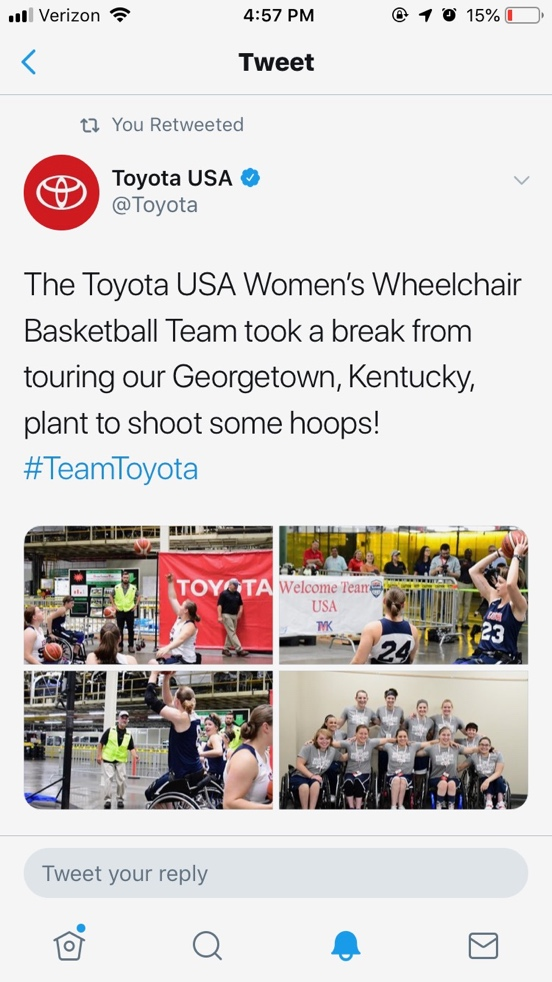 Verizon
4:57 PM
15%
Tweet
You Retweeted
Toyota USA
@Toyota
The Toyota USA Women’s Wheelchair
Basketball Team took a break from
touring our Georgetown, Kentucky,
plant to shoot some hoops!
#TeamToyota
TOYOTA
Welcome Team
USA
TMK
24
23
Tweet your reply